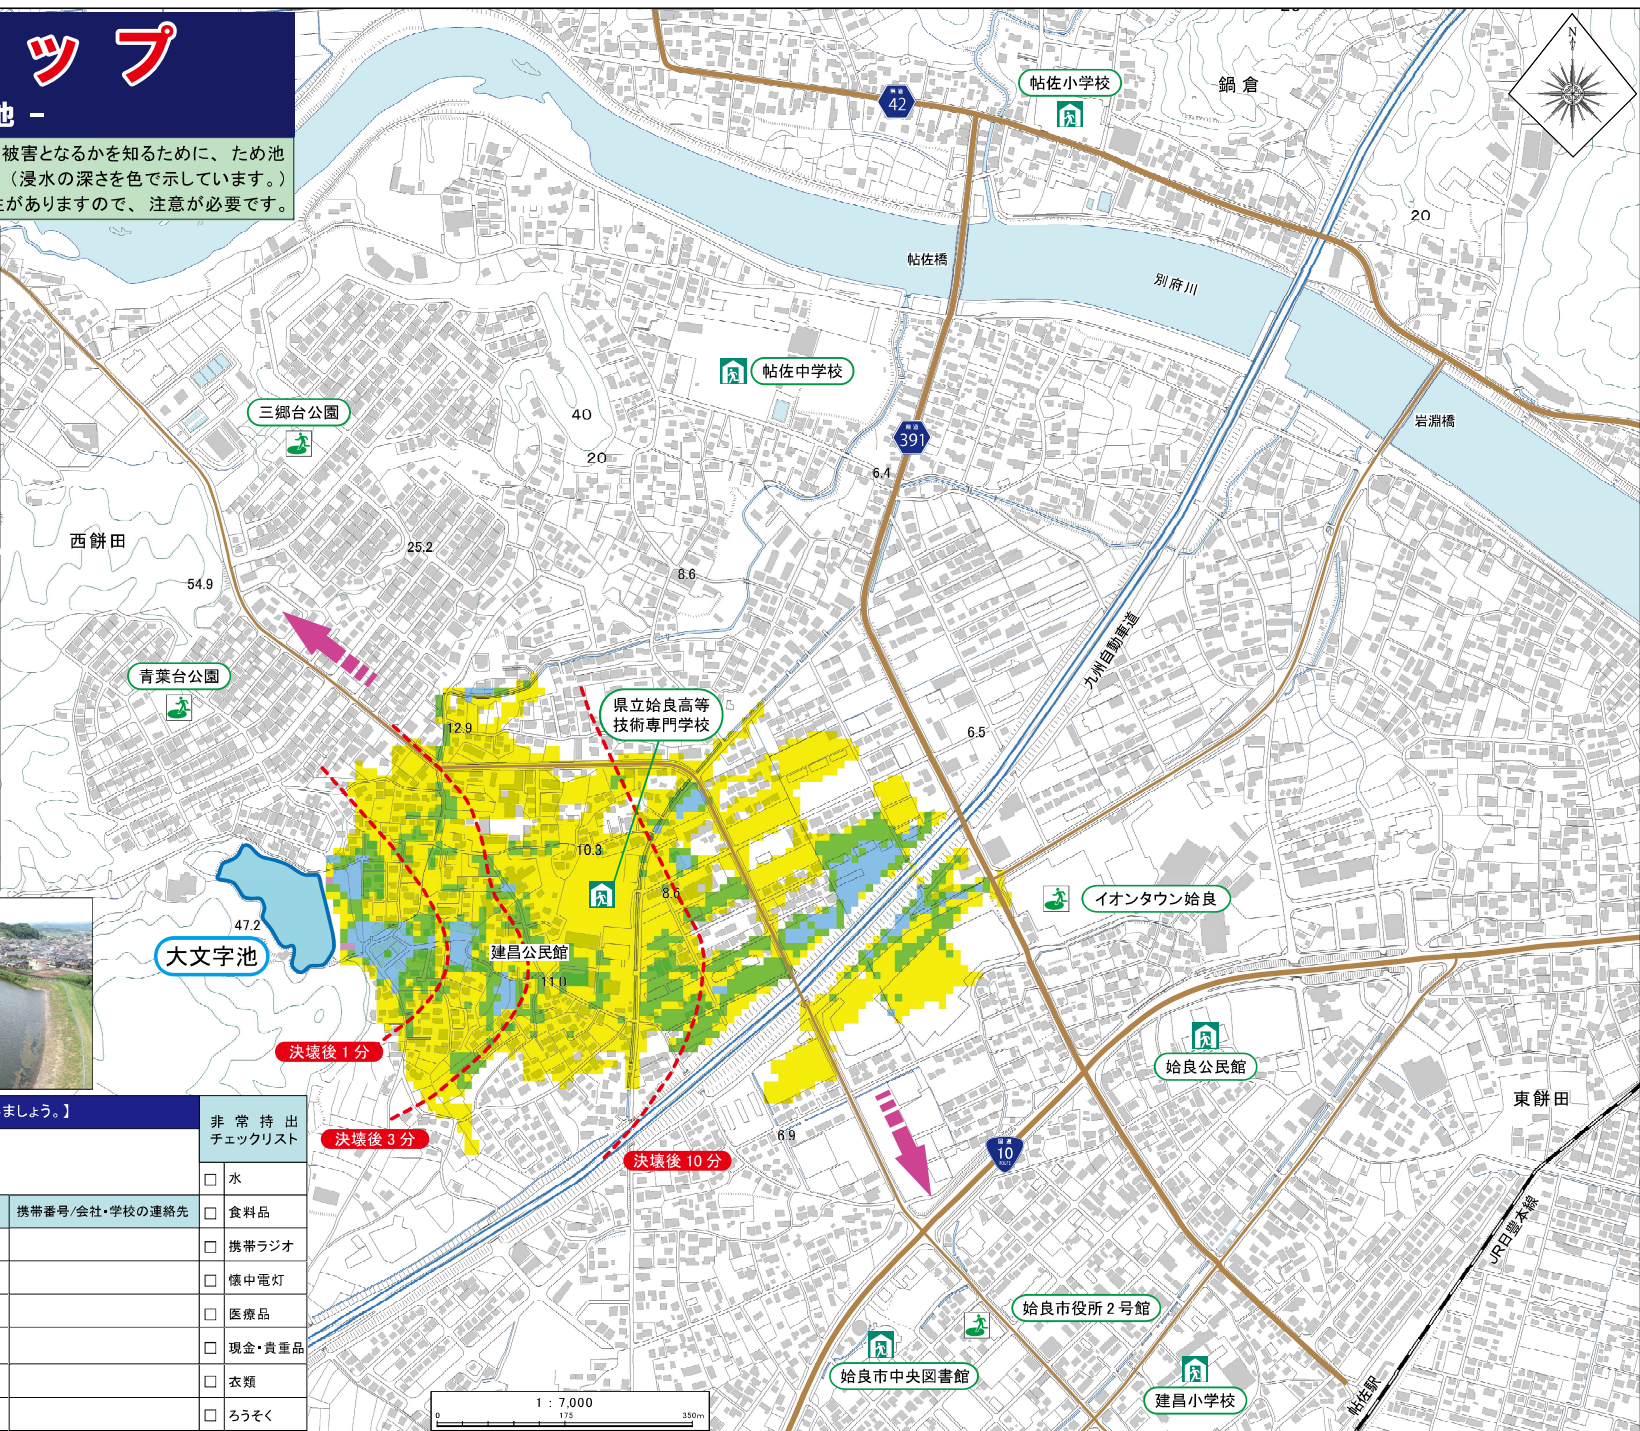 ップ
池 －
被害となるかを知るために、ため池
（浸水の深さを色で示しています。）
性がありますので、注意が必要です。
N
県道
42
帖佐小学校
鍋倉
20
20
帖佐橋
別府川
帖佐中学校
三郷台公園
40
20
県道
391
6.4
岩淵橋
西餅田
25.2
54.9
8.6
九州自動車道
青葉台公園
県立姶良高等
技術専門学校
12.9
6.5
10.3
8.6
イオンタウン姶良
47.2
大文字池
建昌公民館
11.0
決壊後1分
姶良公民館
東餅田
決壊後3分
6.9
国道
10
ROUTE
決壊後10分
ましょう。】
非常持出
チェックリスト
□ 水
携帯番号/会社・学校の連絡先
□ 食料品
□ 携帯ラジオ
□ 懐中電灯
□ 医療品
□ 現金・貴重品
□ 衣類
□ ろうそく
JR日豊本線
姶良市役所2号館
姶良市中央図書館
建昌小学校
帖佐駅
1：7,000
0 175 350m